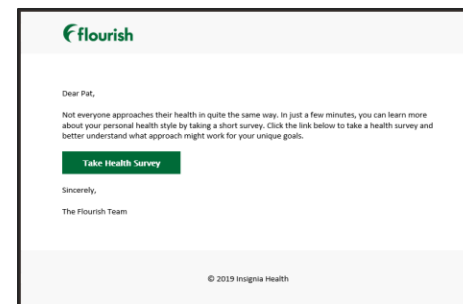 flourish
Dear Pat,
Not everyone approaches their health in quite the same way. In just a few minutes, you can learn more
about your personal health style by taking a short survey. Click the link below to take a health survey and
better understand what approach might work for your unique goals.
Take Health Survey
Sincerely,
The Flourish Team
© 2019 Insignia Health